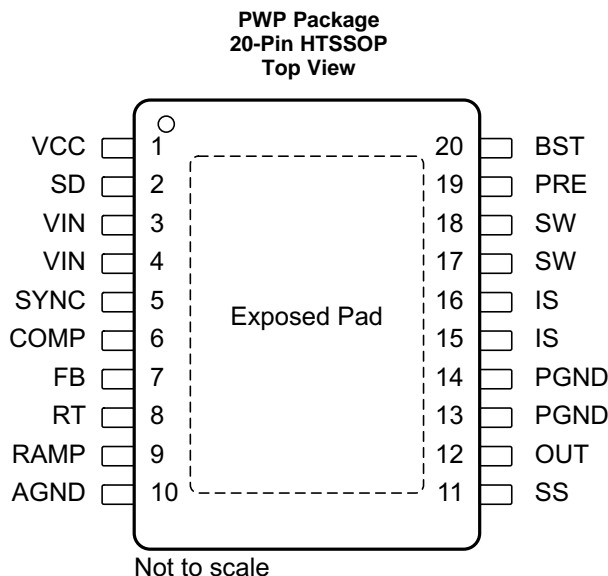 PWP Package
20-Pin HTSSOP
Top View
VCC 1 20 BST
SD 2 19 PRE
VIN 3 18 SW
VIN 4 17 SW
SYNC 5 16 IS
COMP 6 Exposed Pad 15 IS
FB 7 14 PGND
RT 8 13 PGND
RAMP 9 12 OUT
AGND 10 11 SS
Not to scale